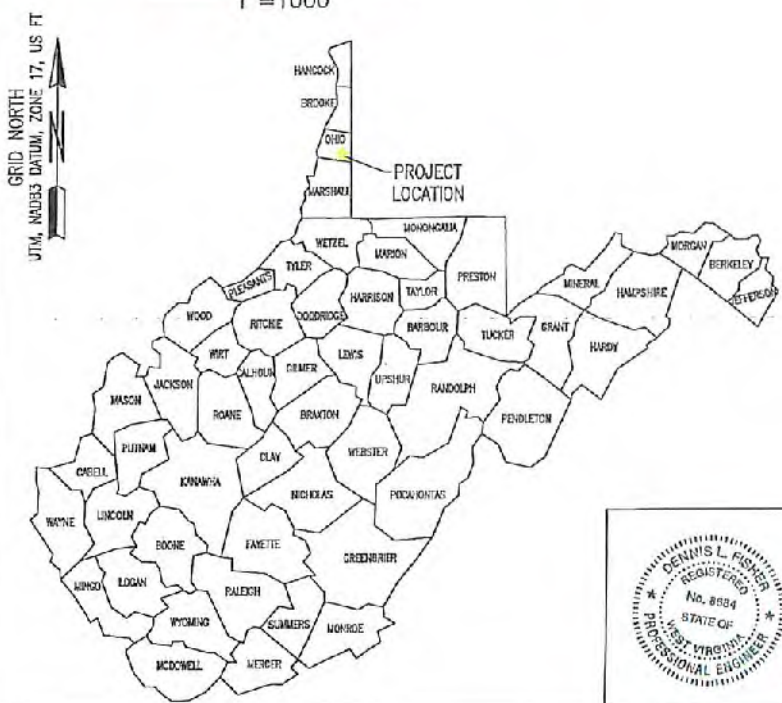 1"=1000'
GRID NORTH
UTM, NAD83 DATUM, ZONE 17, US FT
N
HANCOCK
BROOKE
OHIO
PROJECT
LOCATION
MARSHALL
WETZEL
MONONGALIA
MARION
TYLER
PLEASANTS
PRESTON
MORGAN
BERKELEY
JEFFERSON
MINERAL
HAMPSHIRE
WOOD
RITCHIE
DODDRIDGE
HARRISON
TAYLOR
BARBOUR
TUCKER
GRANT
HARDY
WIRT
CALHOUN
GILMER
LEWIS
UPSHUR
RANDOLPH
MASON
JACKSON
ROANE
BRAXTON
PENDLETON
WEBSTER
PUTNAM
CLAY
CABELL
KANAWHA
NICHOLAS
POCAHONTAS
WAYNE
LINCOLN
BOONE
FAYETTE
GREENBRIER
MINGO
LOGAN
RALEIGH
WYOMING
SUMMERS
MONROE
MCDOWELL
MERCER
DENNIS L. FISHER
REGISTERED
No. 8684
STATE OF
WEST VIRGINIA
PROFESSIONAL ENGINEER